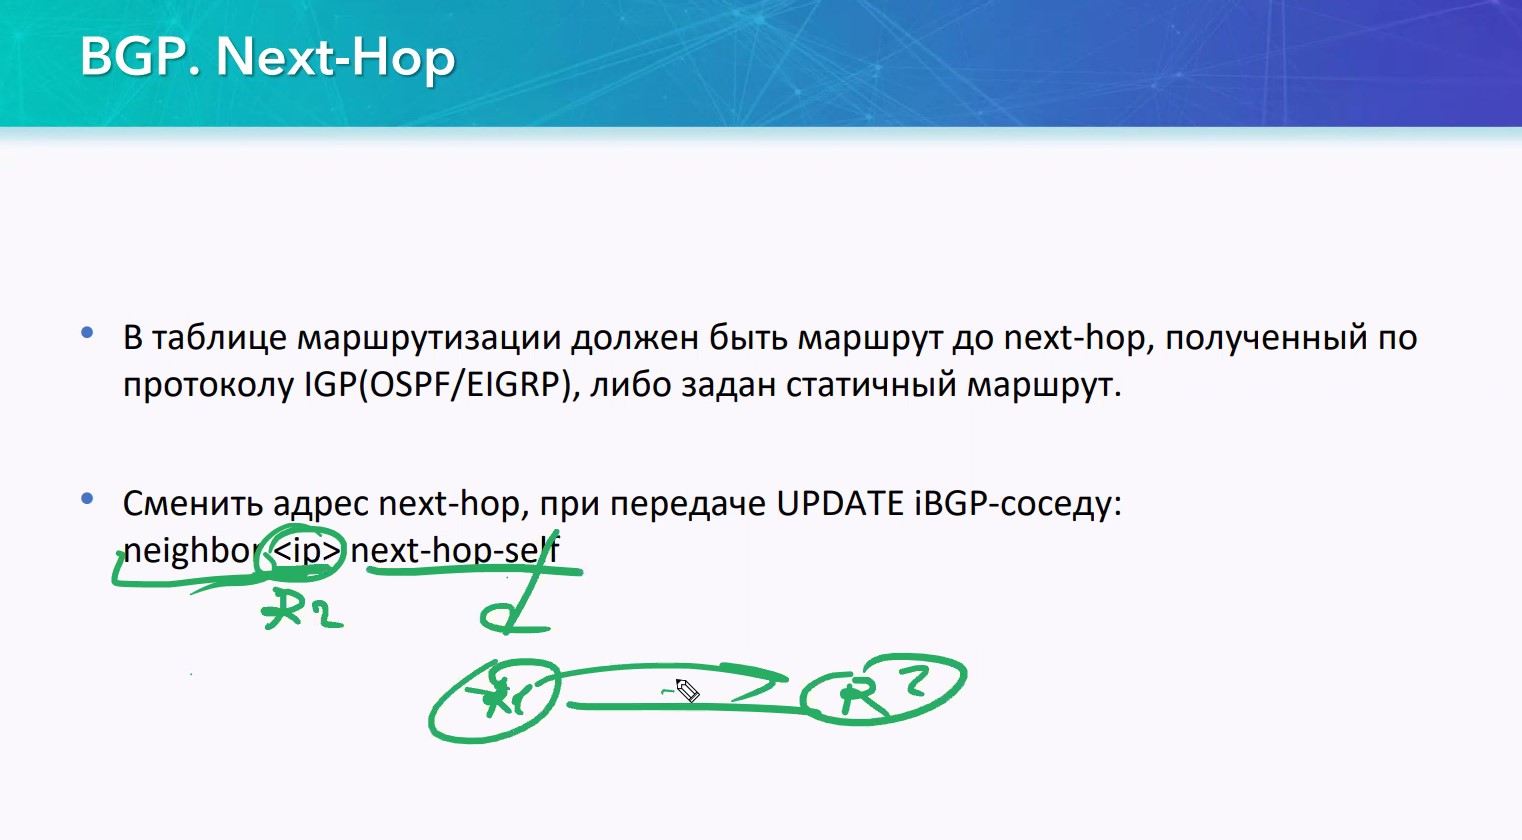 BGP. Next-Hop
• В таблице маршрутизации должен быть маршрут до next-hop, полученный по
протоколу IGP(OSPF/EIGRP), либо задан статичный маршрут.
• Сменить адрес next-hop, при передаче UPDATE iBGP-соседу:
neighbor <ip> next-hop-self
R2
R1 R2